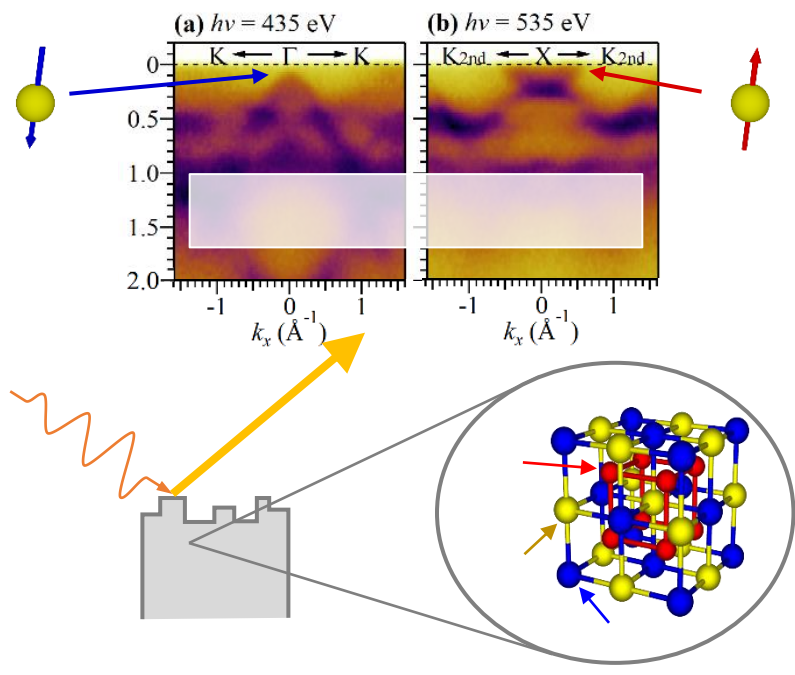 (a) hν = 435 eV
(b) hν = 535 eV
K Γ K
K2nd X K2nd
0
0.5
1.0
1.5
2.0
-1 0 1
-1 0 1
kx (Å-1)
kx (Å-1)